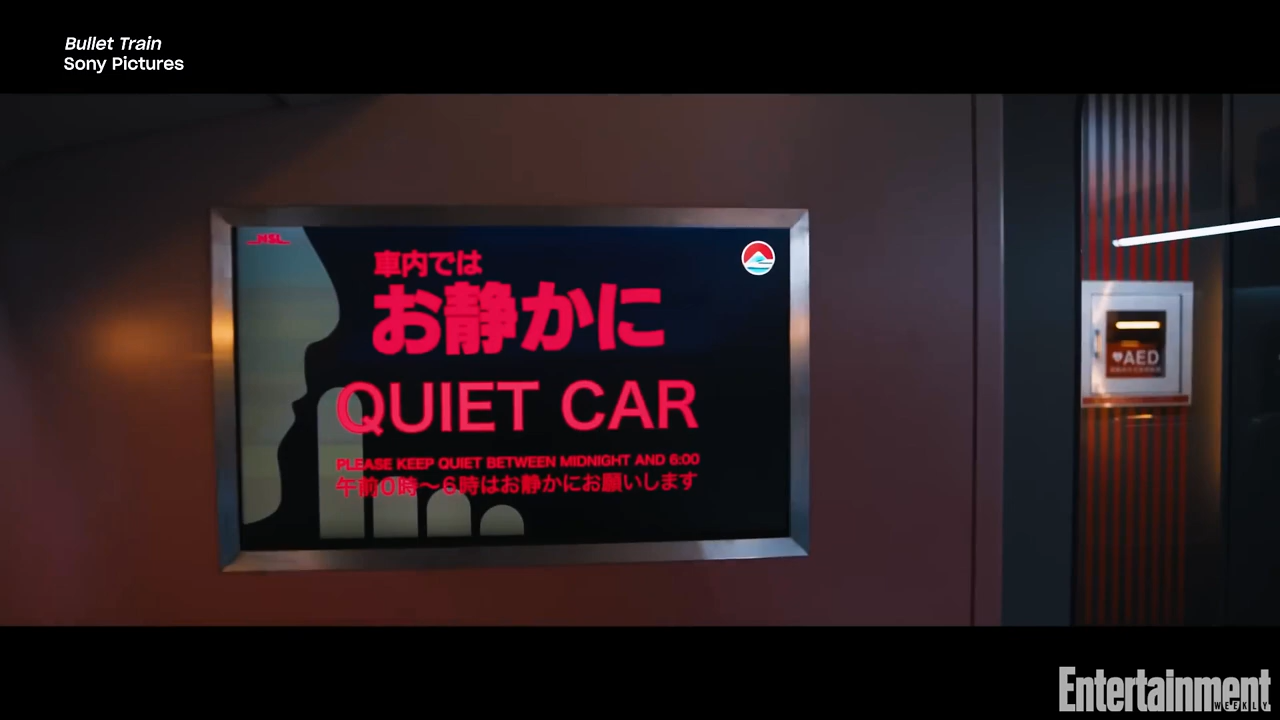 Bullet Train
Sony Pictures
NSL
車内では
お静かに
QUIET CAR
PLEASE KEEP QUIET BETWEEN MIDNIGHT AND 6:00
午前0時～6時はお静かにお願いします
AED
Entertainment
WEEKLY